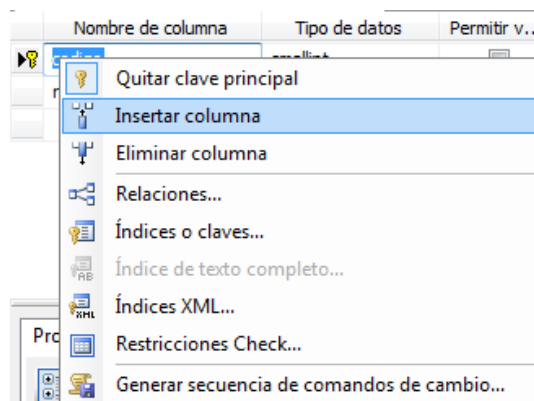 Nombre de columna Tipo de datos Permitir v...
Quitar clave principal
Insertar columna
Eliminar columna
Relaciones...
Índices o claves...
Índice de texto completo...
Índices XML...
Restricciones Check...
Generar secuencia de comandos de cambio...